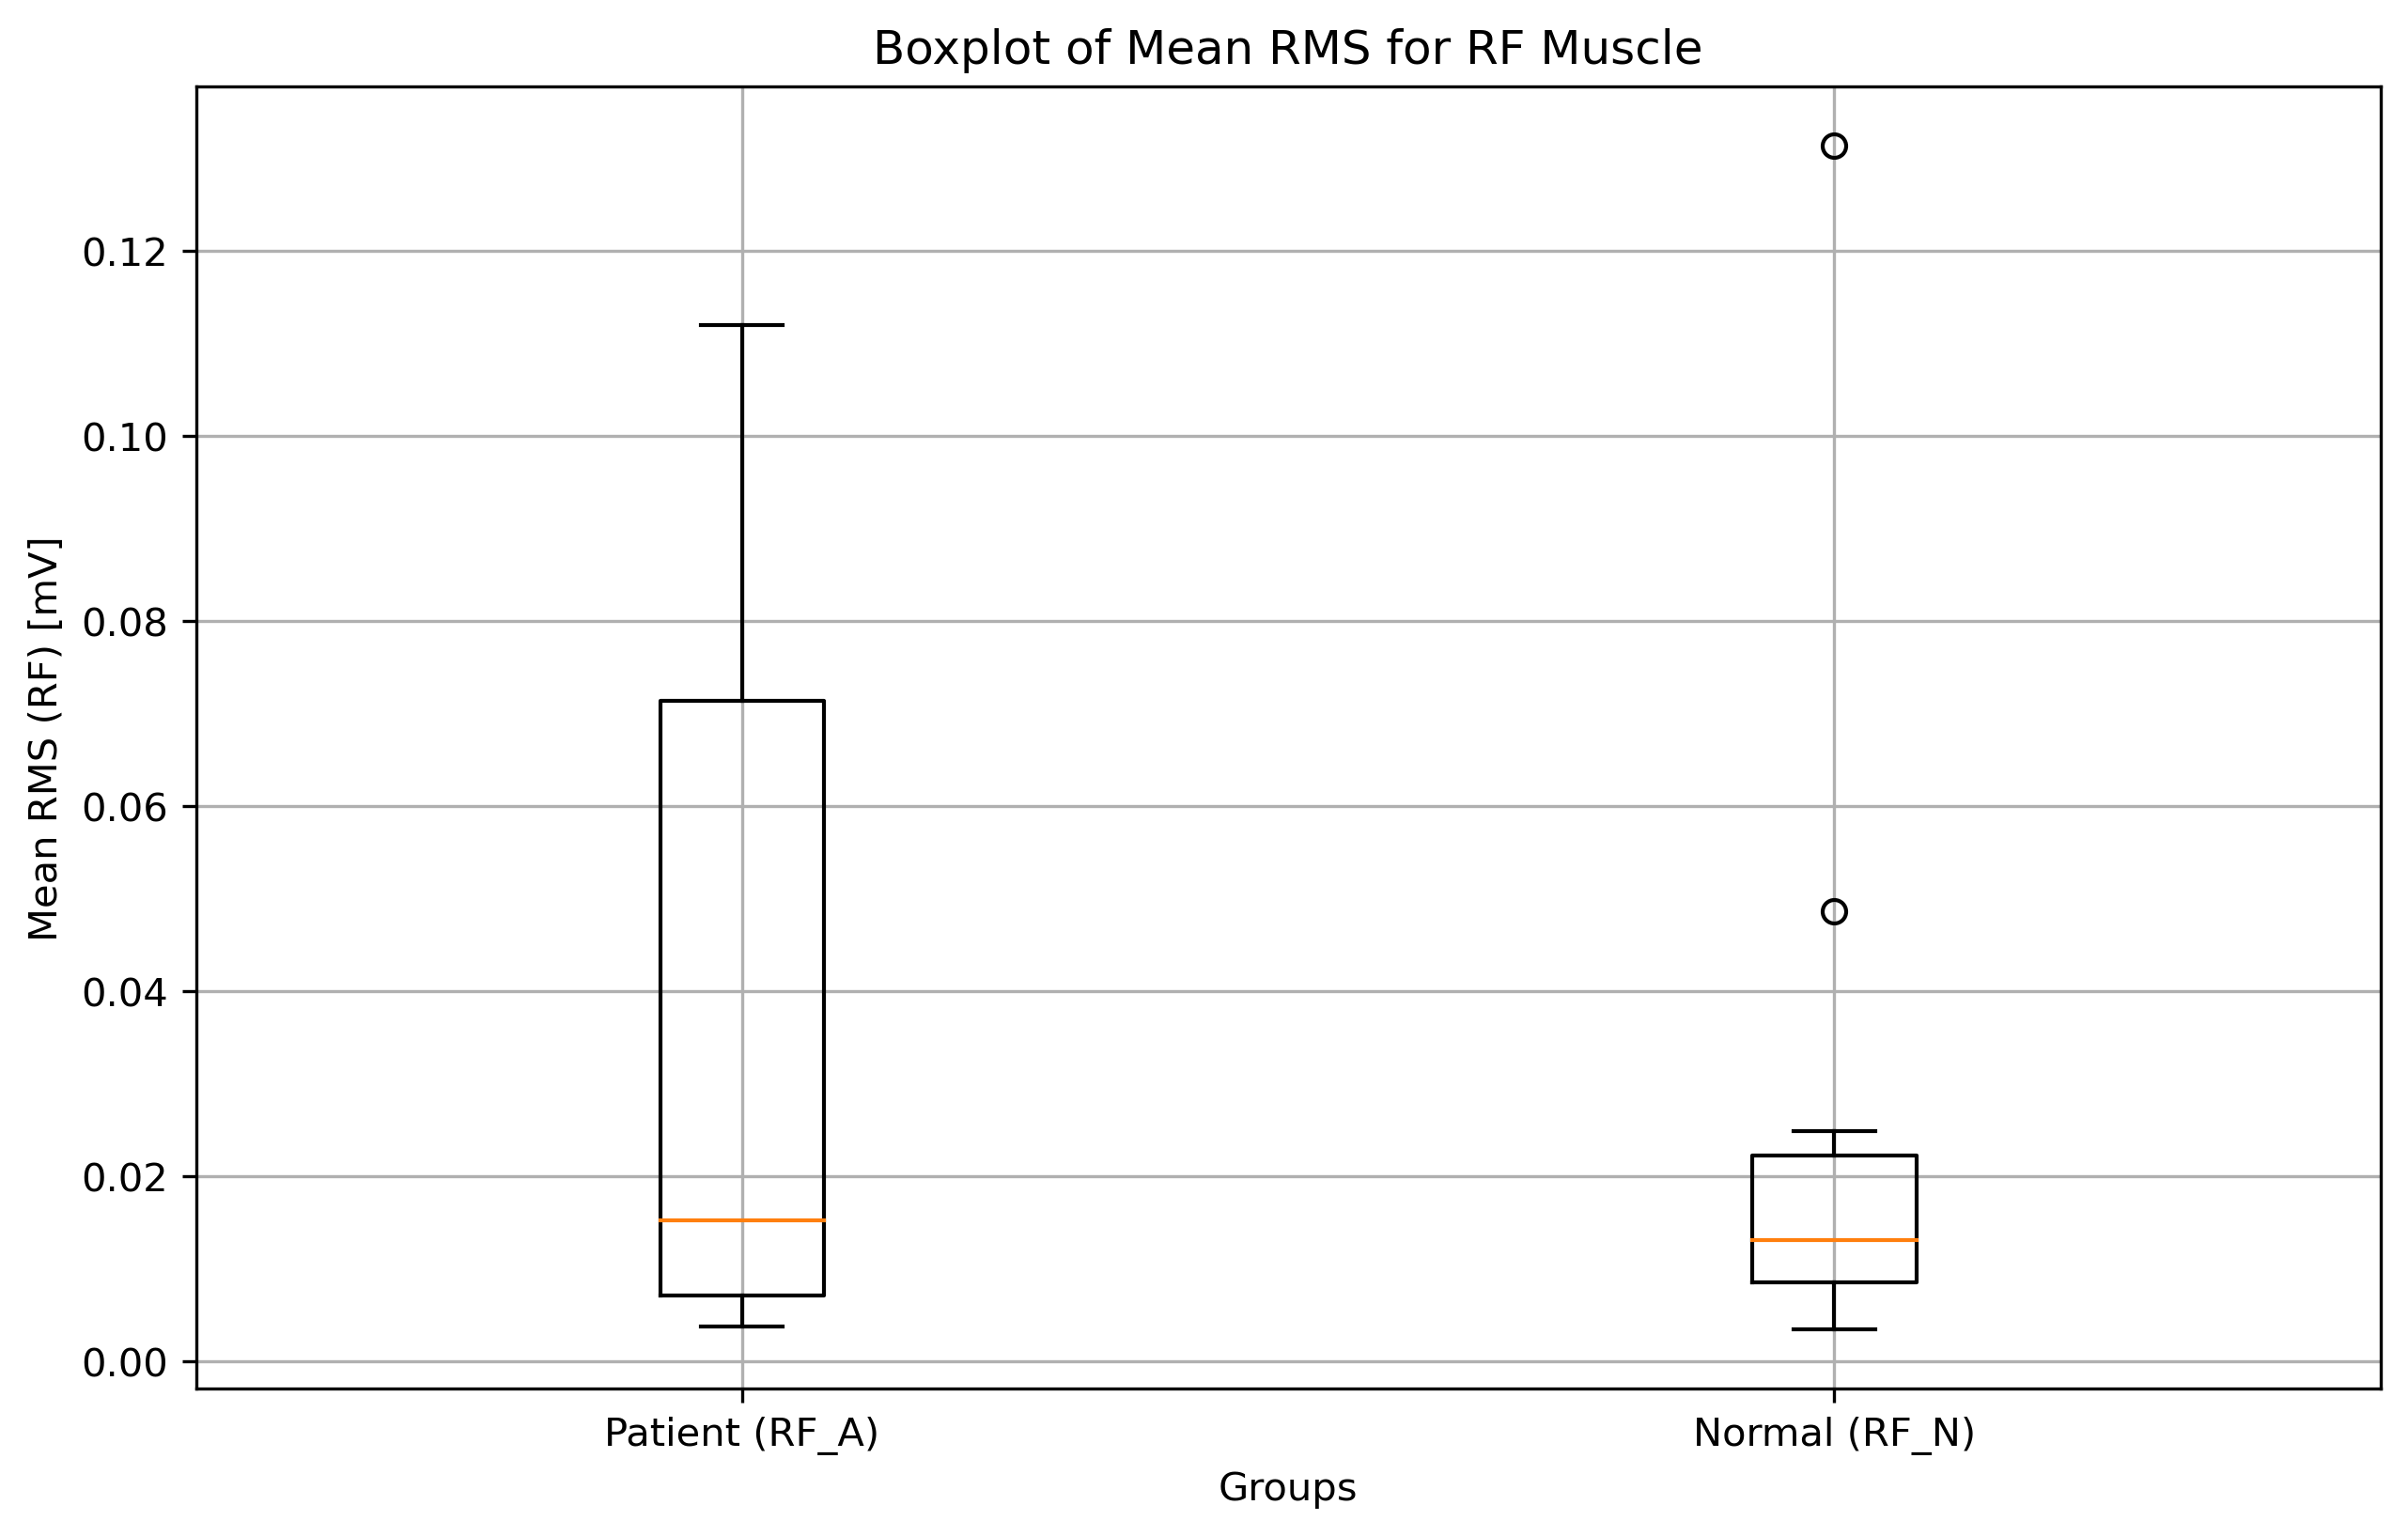 Boxplot of Mean RMS for RF Muscle
Mean RMS (RF) [mV]
0.12
0.10
0.08
0.06
0.04
0.02
0.00
Patient (RF_A)
Normal (RF_N)
Groups